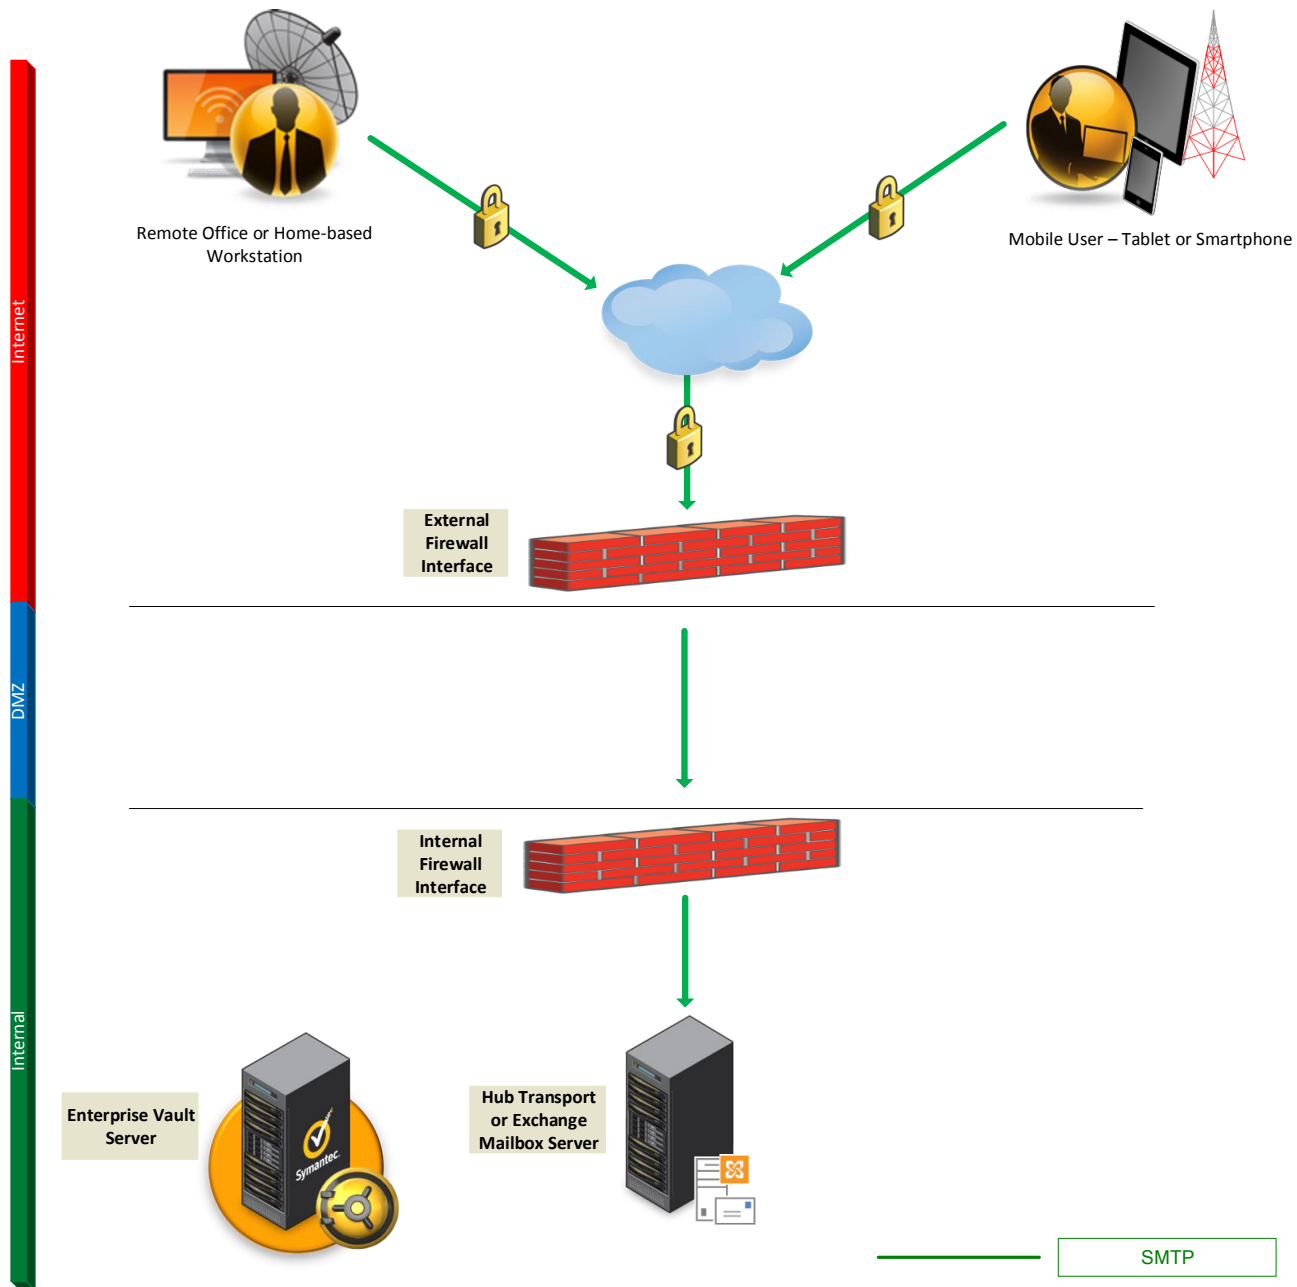 Remote Office or Home-based
Workstation
Mobile User – Tablet or Smartphone
Internet
External
Firewall
Interface
DMZ
Internal
Firewall
Interface
Internal
Enterprise Vault
Server
Symantec.
Hub Transport
or Exchange
Mailbox Server
SMTP